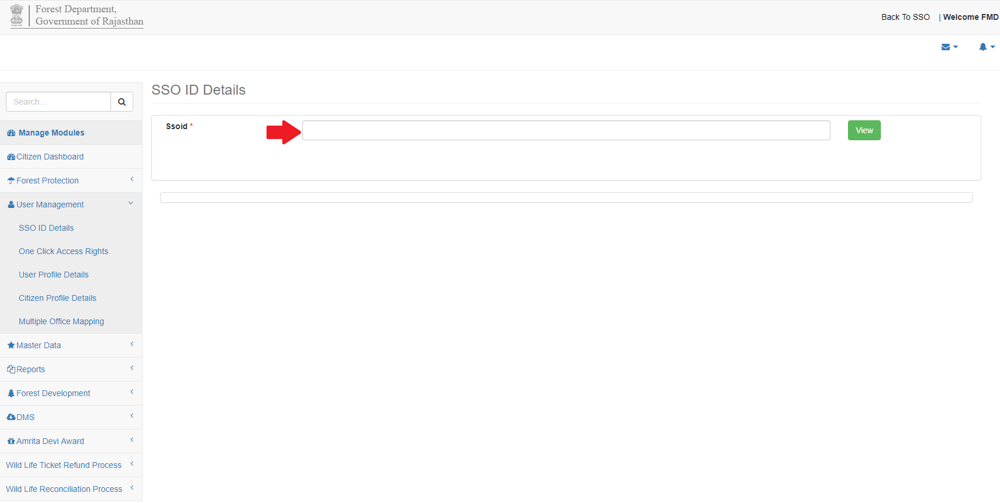 Forest Department,
Government of Rajasthan
Back To SSO | Welcome FMD
Search...
Manage Modules
Citizen Dashboard
Forest Protection
User Management
SSO ID Details
One Click Access Rights
User Profile Details
Citizen Profile Details
Multiple Office Mapping
Master Data
Reports
Forest Development
DMS
Amrita Devi Award
Wild Life Ticket Refund Process
Wild Life Reconciliation Process
SSO ID Details
Ssoid *
View